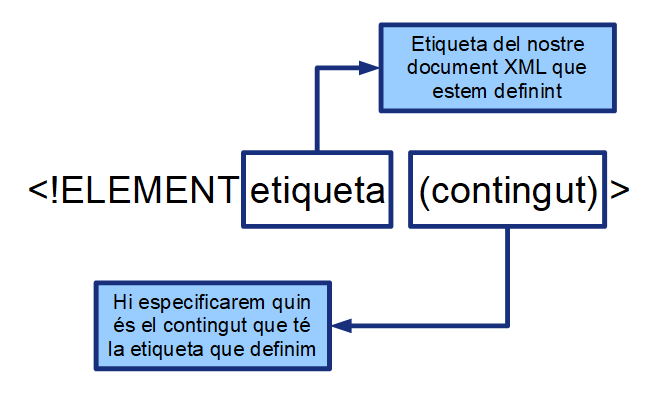 Etiqueta del nostre
document XML que
estem definint
<!ELEMENT etiqueta (contingut) >
Hi especificarem quin
és el contingut que té
la etiqueta que definim